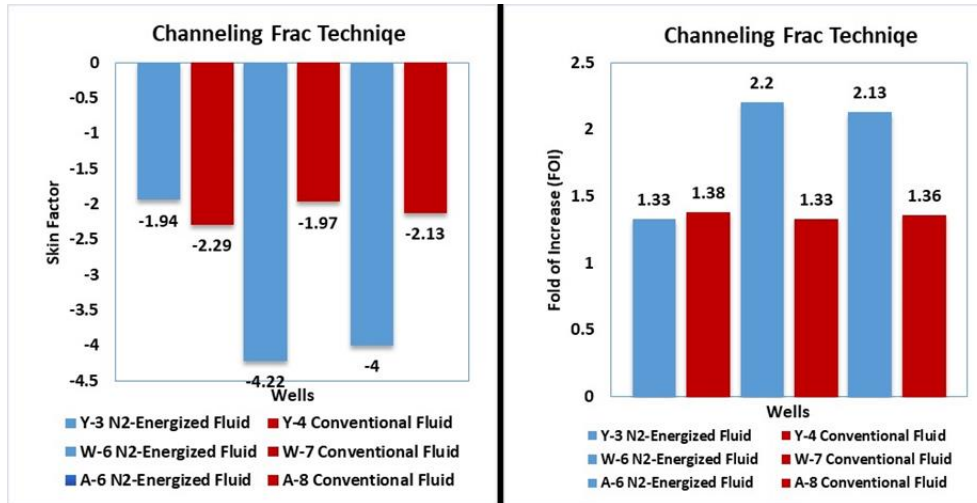 Channeling Frac Techniqe
0
-0.5
-1
-1.5
-2
-2.5
-3
-3.5
-4
-4.5
Skin Factor
-1.94
-2.29
-4.22
-1.97
-4
-2.13
Wells
Y-3 N2-Energized Fluid
Y-4 Conventional Fluid
W-6 N2-Energized Fluid
W-7 Conventional Fluid
A-6 N2-Energized Fluid
A-8 Conventional Fluid
Channeling Frac Techniqe
2.5
2
1.5
1
0.5
0
Fold of Increase (FOI)
1.33
1.38
2.2
1.33
2.13
1.36
Wells
Y-3 N2-Energized Fluid
Y-4 Conventional Fluid
W-6 N2-Energized Fluid
W-7 Conventional Fluid
A-6 N2-Energized Fluid
A-8 Conventional Fluid